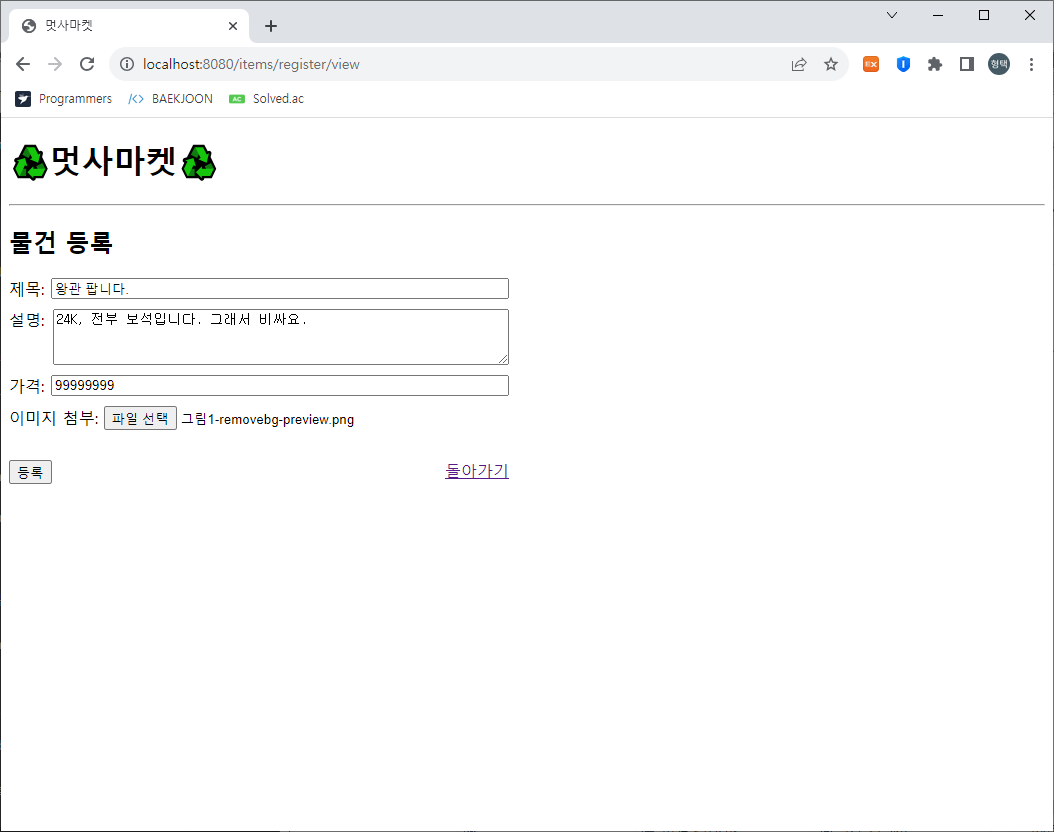 멋사마켓
localhost:8080/items/register/view
형택
Programmers </> BAEKJOON AC Solved.ac
♻멋사마켓♻
물건 등록
제목: 왕관 팝니다.
설명: 24K, 전부 보석입니다. 그래서 비싸요.
가격: 99999999
이미지 첨부: 파일 선택 그림1-removebg-preview.png
등록 돌아가기